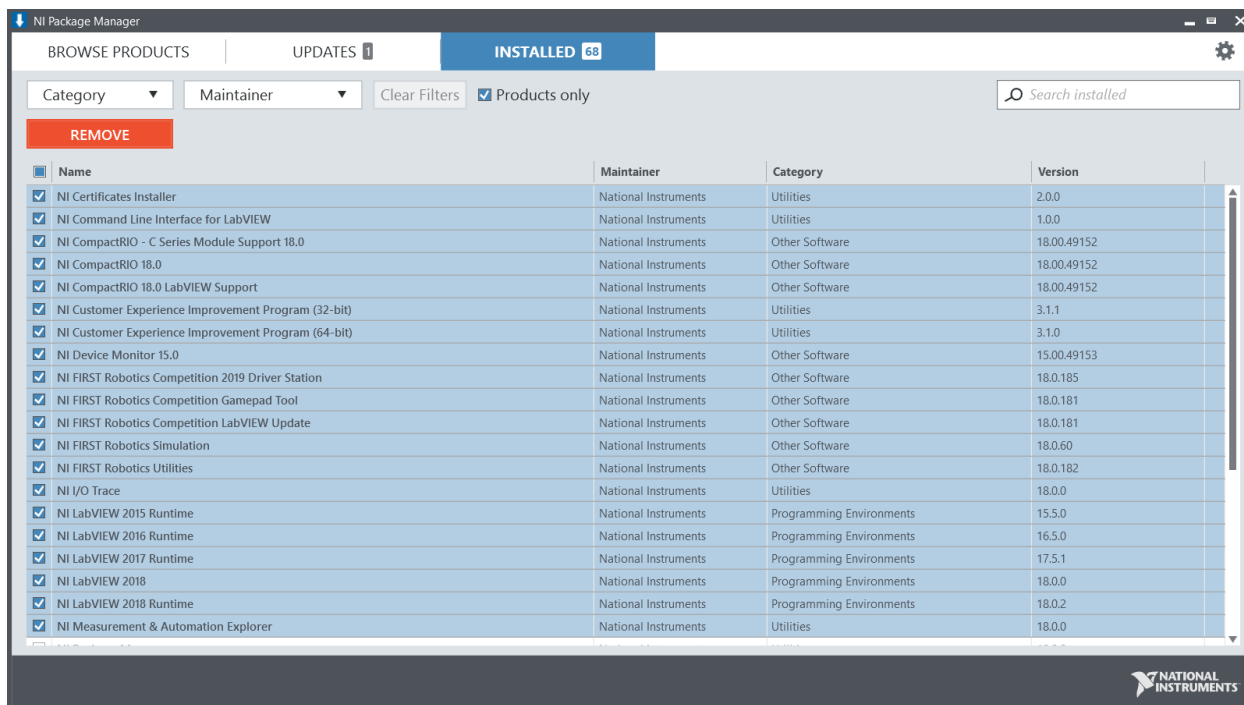 NI Package Manager
BROWSE PRODUCTS UPDATES 1 INSTALLED 68
Category Maintainer Clear Filters Products only Search installed
REMOVE
Name Maintainer Category Version
NI Certificates Installer National Instruments Utilities 2.0.0
NI Command Line Interface for LabVIEW National Instruments Utilities 1.0.0
NI CompactRIO - C Series Module Support 18.0 National Instruments Other Software 18.00.49152
NI CompactRIO 18.0 National Instruments Other Software 18.00.49152
NI CompactRIO 18.0 LabVIEW Support National Instruments Other Software 18.00.49152
NI Customer Experience Improvement Program (32-bit) National Instruments Utilities 3.1.1
NI Customer Experience Improvement Program (64-bit) National Instruments Utilities 3.1.0
NI Device Monitor 15.0 National Instruments Other Software 15.00.49153
NI FIRST Robotics Competition 2019 Driver Station National Instruments Other Software 18.0.185
NI FIRST Robotics Competition Gamepad Tool National Instruments Other Software 18.0.181
NI FIRST Robotics Competition LabVIEW Update National Instruments Other Software 18.0.181
NI FIRST Robotics Simulation National Instruments Other Software 18.0.60
NI FIRST Robotics Utilities National Instruments Other Software 18.0.182
NI I/O Trace National Instruments Utilities 18.0.0
NI LabVIEW 2015 Runtime National Instruments Programming Environments 15.5.0
NI LabVIEW 2016 Runtime National Instruments Programming Environments 16.5.0
NI LabVIEW 2017 Runtime National Instruments Programming Environments 17.5.1
NI LabVIEW 2018 National Instruments Programming Environments 18.0.0
NI LabVIEW 2018 Runtime National Instruments Programming Environments 18.0.2
NI Measurement & Automation Explorer National Instruments Utilities 18.0.0
NATIONAL
INSTRUMENTS